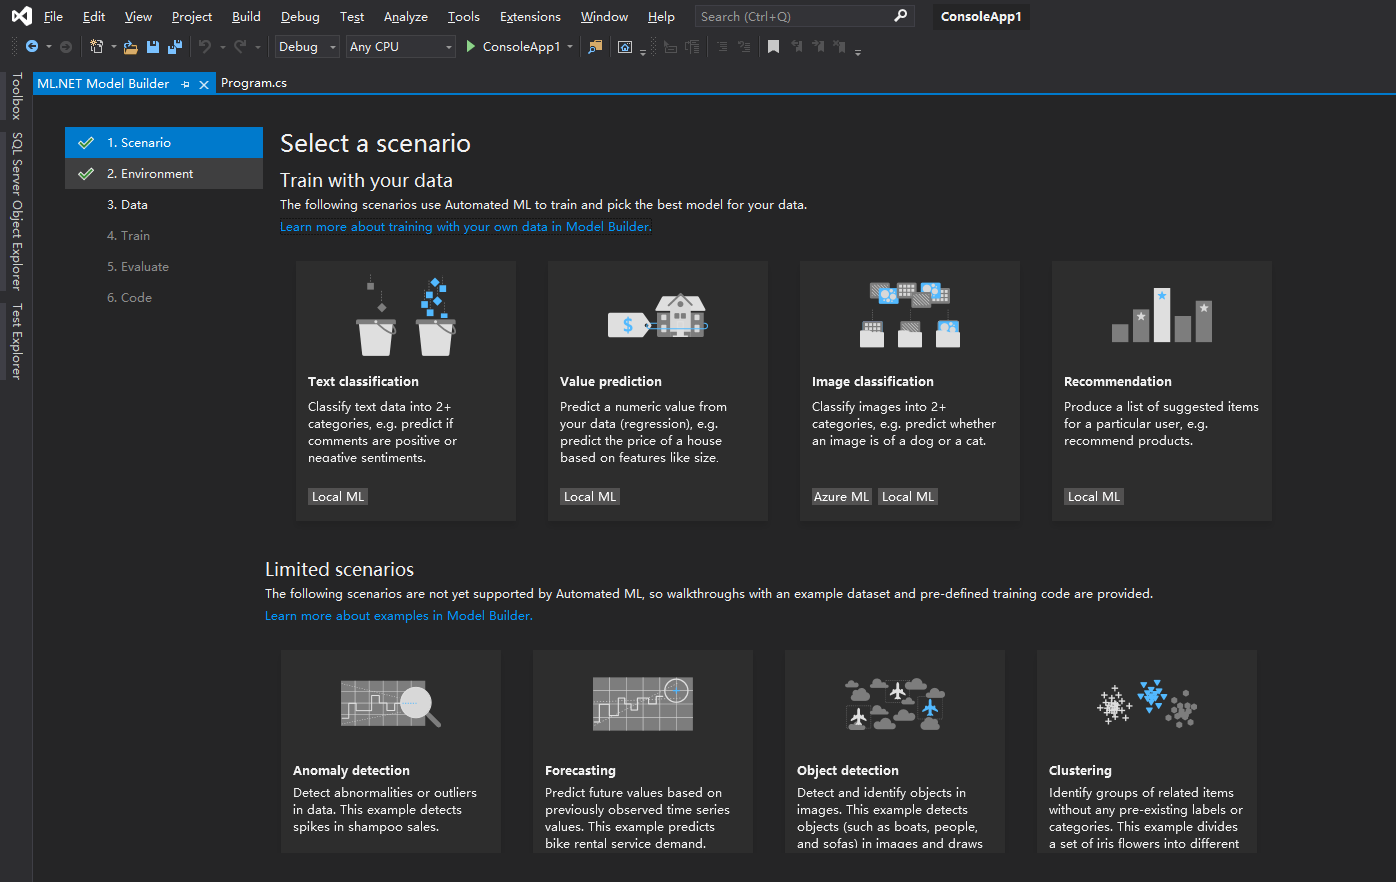 File Edit View Project Build Debug Test Analyze Tools Extensions Window Help Search (Ctrl+Q) ConsoleApp1
Debug Any CPU ConsoleApp1
ML.NET Model Builder Program.cs
Toolbox
SQL Server Object Explorer
Test Explorer
1. Scenario
2. Environment
3. Data
4. Train
5. Evaluate
6. Code
Select a scenario
Train with your data
The following scenarios use Automated ML to train and pick the best model for your data.
Learn more about training with your own data in Model Builder.
$
Text classification
Classify text data into 2+
categories, e.g. predict if
comments are positive or
negative sentiments.
Local ML
Value prediction
Predict a numeric value from
your data (regression), e.g.
predict the price of a house
based on features like size.
Local ML
Image classification
Classify images into 2+
categories, e.g. predict whether
an image is of a dog or a cat.
Azure ML Local ML
Recommendation
Produce a list of suggested items
for a particular user, e.g.
recommend products.
Local ML
Limited scenarios
The following scenarios are not yet supported by Automated ML, so walkthroughs with an example dataset and pre-defined training code are provided.
Learn more about examples in Model Builder.
Anomaly detection
Detect abnormalities or outliers
in data. This example detects
spikes in shampoo sales.
Forecasting
Predict future values based on
previously observed time series
values. This example predicts
bike rental service demand.
Object detection
Detect and identify objects in
images. This example detects
objects (such as boats, people,
and sofas) in images and draws
Clustering
Identify groups of related items
without any pre-existing labels or
categories. This example divides
a set of iris flowers into different